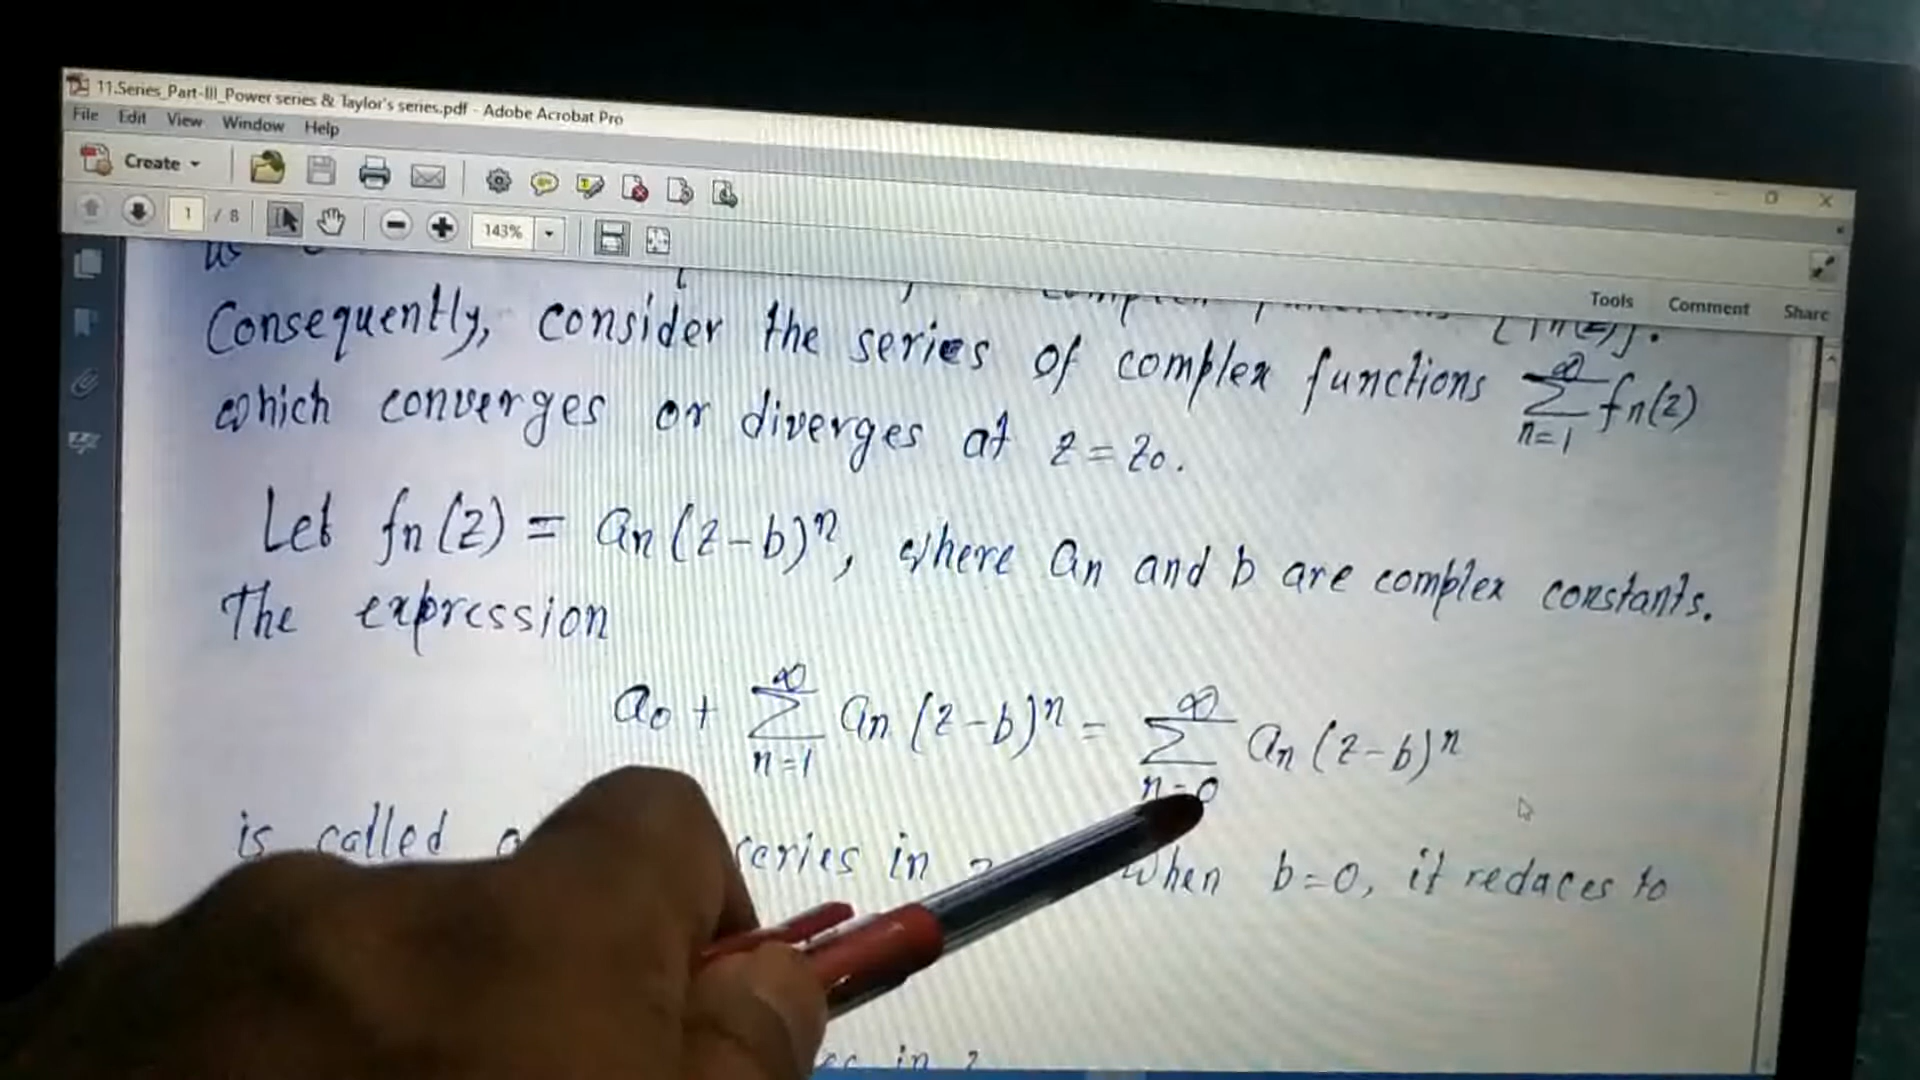 11.Series_Part-III_Power series & Taylor's series.pdf - Adobe Acrobat Pro
File Edit View Window Help
Create
1 / 8 143%
Tools Comment Share
Consequently, consider the series of complex functions ∑_{n=1}^{∞} fn(z)
which converges or diverges at z = z₀.
Let fn(z) = an(z-b)ⁿ, where an and b are complex constants.
The expression
a₀ + ∑_{n=1}^{∞} an (z-b)ⁿ = ∑_{n=0}^{∞} an (z-b)ⁿ
is called series in when b=0, it reduces to
in z